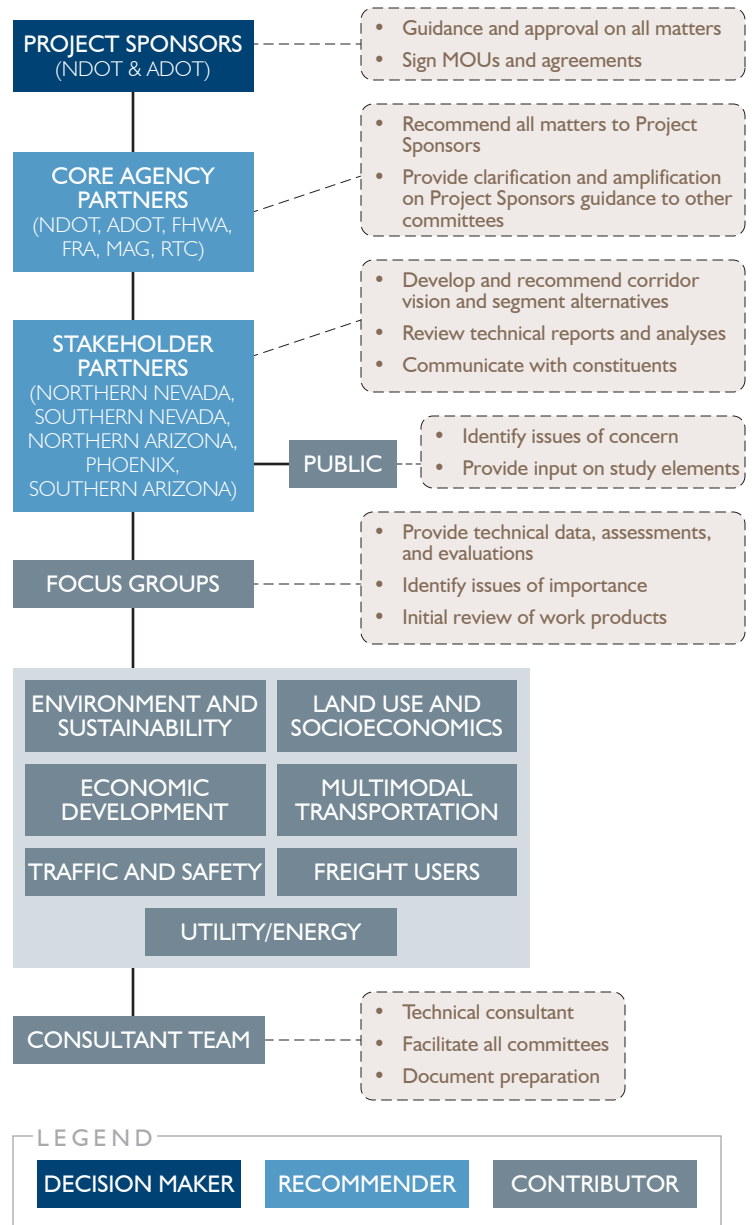 PROJECT SPONSORS
(NDOT & ADOT)
• Guidance and approval on all matters
• Sign MOUs and agreements
CORE AGENCY
PARTNERS
(NDOT, ADOT, FHWA,
FRA, MAG, RTC)
• Recommend all matters to Project
Sponsors
• Provide clarification and amplification
on Project Sponsors guidance to other
committees
STAKEHOLDER
PARTNERS
(NORTHERN NEVADA,
SOUTHERN NEVADA,
NORTHERN ARIZONA,
PHOENIX,
SOUTHERN ARIZONA)
• Develop and recommend corridor
vision and segment alternatives
• Review technical reports and analyses
• Communicate with constituents
PUBLIC
• Identify issues of concern
• Provide input on study elements
FOCUS GROUPS
• Provide technical data, assessments,
and evaluations
• Identify issues of importance
• Initial review of work products
ENVIRONMENT AND
SUSTAINABILITY
LAND USE AND
SOCIOECONOMICS
ECONOMIC
DEVELOPMENT
MULTIMODAL
TRANSPORTATION
TRAFFIC AND SAFETY
FREIGHT USERS
UTILITY/ENERGY
CONSULTANT TEAM
• Technical consultant
• Facilitate all committees
• Document preparation
LEGEND
DECISION MAKER
RECOMMENDER
CONTRIBUTOR